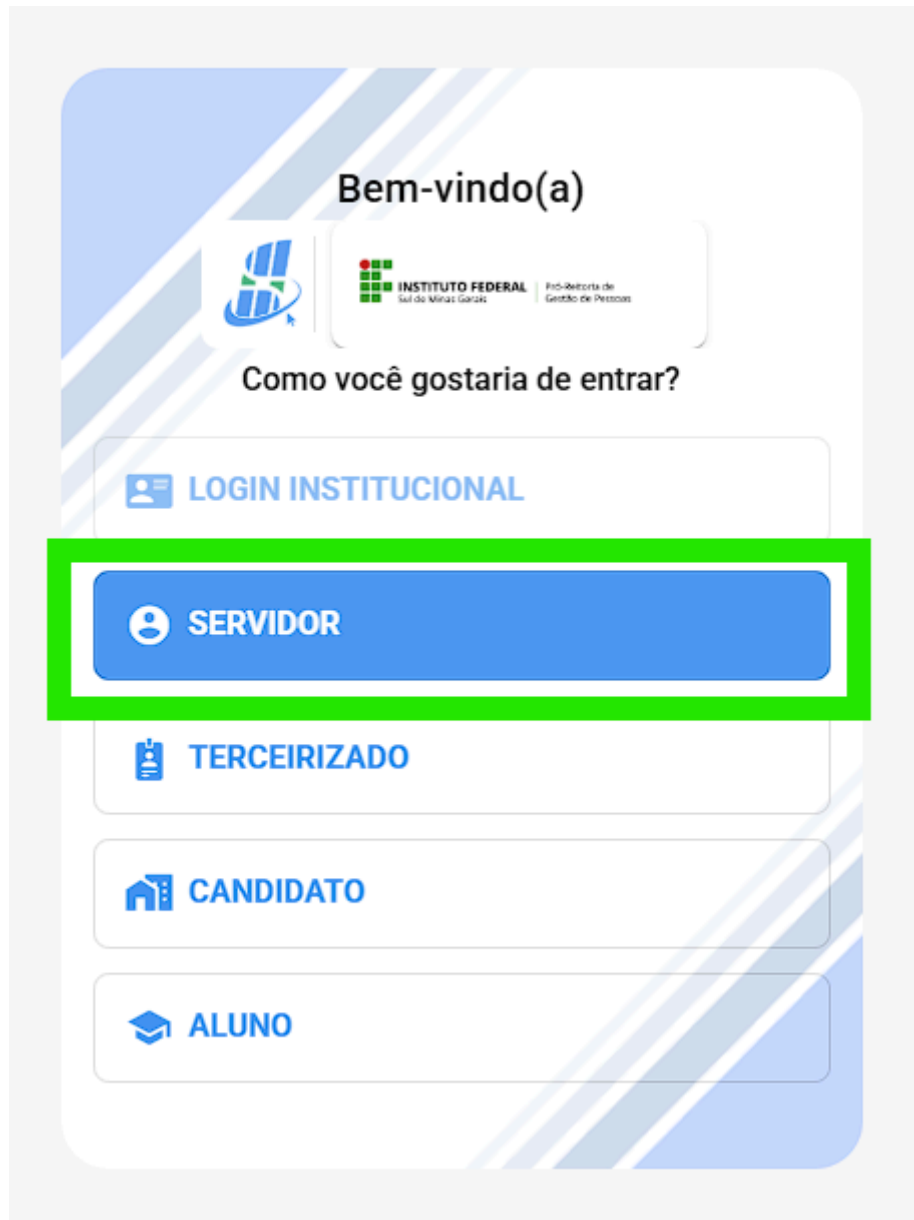 Bem-vindo(a)
INSTITUTO FEDERAL
Sul de Minas Gerais
Pró-Reitoria de
Gestão de Pessoas
Como você gostaria de entrar?
LOGIN INSTITUCIONAL
SERVIDOR
TERCEIRIZADO
CANDIDATO
ALUNO